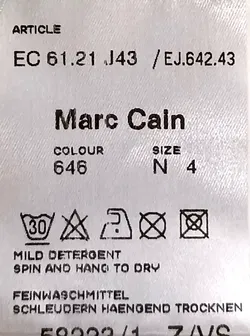 ARTICLE
EC 61.21 J43 / EJ.642.43
Marc Cain
COLOUR SIZE
646 N 4
30
MILD DETERGENT
SPIN AND HANG TO DRY
FEINWASCHMITTEL
SCHLEUDERN HAENGEND TROCKNEN